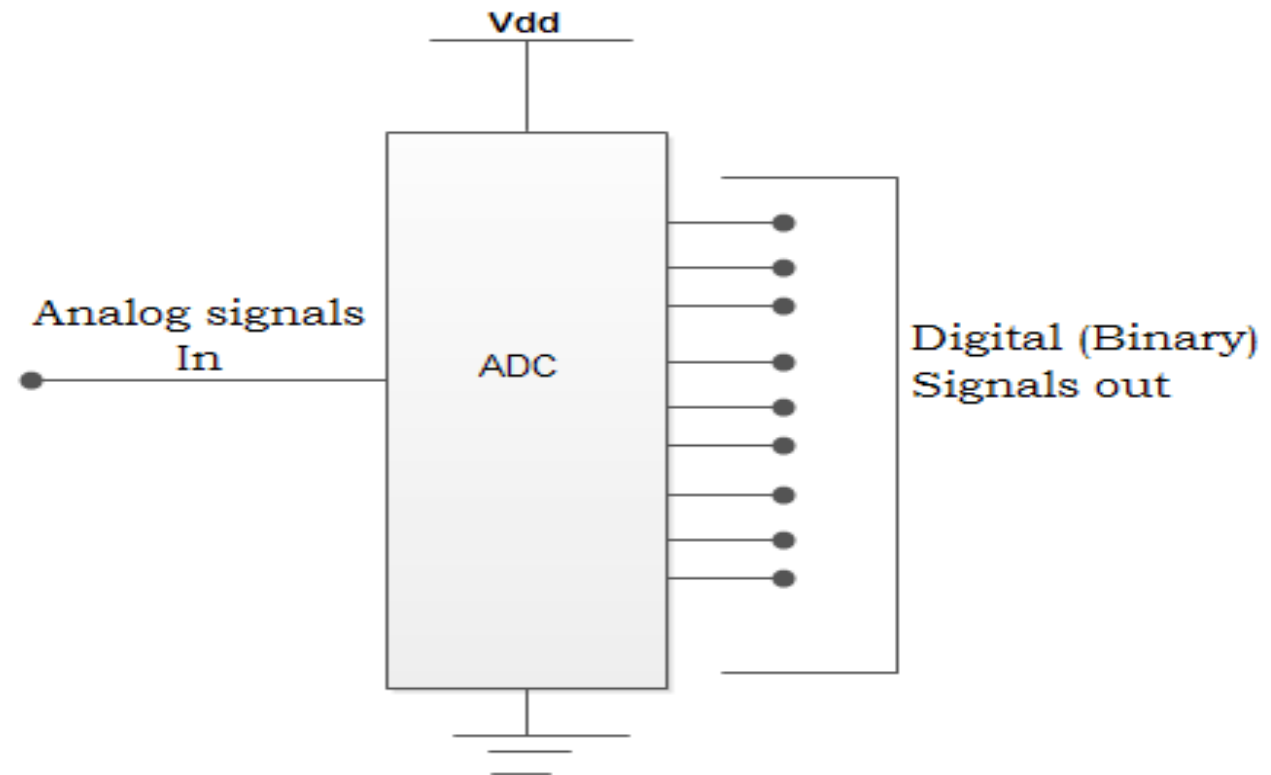 Vdd
Analog signals
In
ADC
Digital (Binary)
Signals out